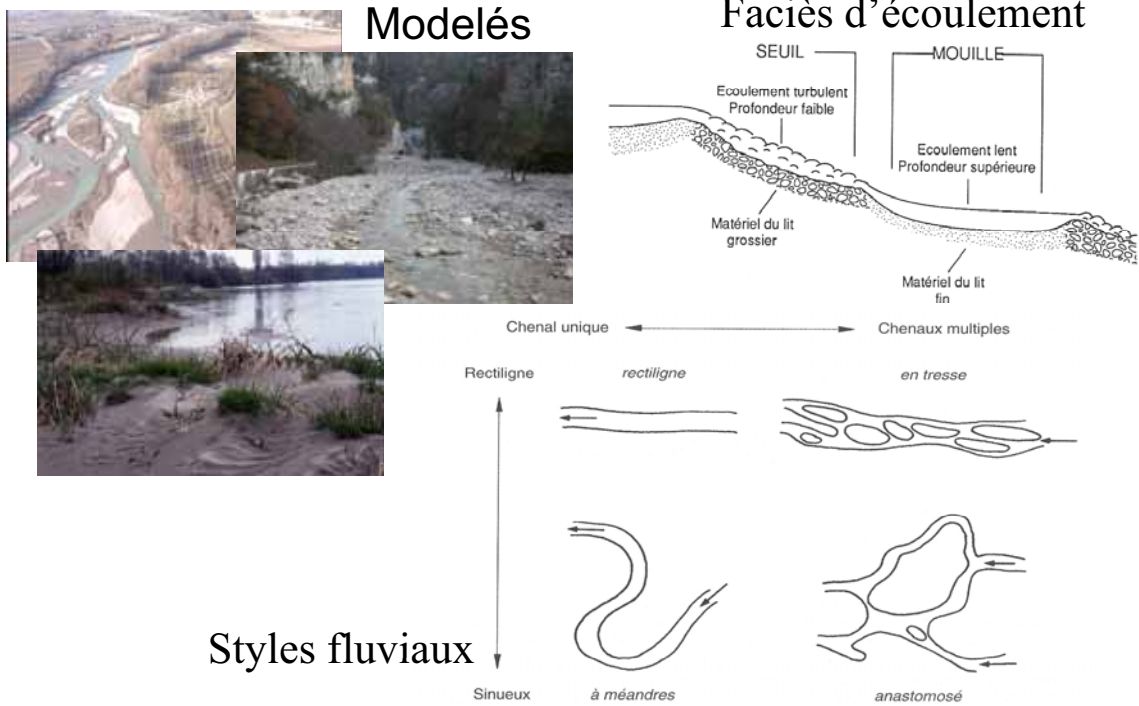 Modelés
Faciès d’écoulement
SEUIL
MOUILLE
Ecoulement turbulent
Profondeur faible
Ecoulement lent
Profondeur supérieure
Matériel du lit
grossier
Matériel du lit
fin
Chenal unique
Chenaux multiples
Rectiligne
rectiligne
en tresse
Styles fluviaux
Sinueux
à méandres
anastomosé